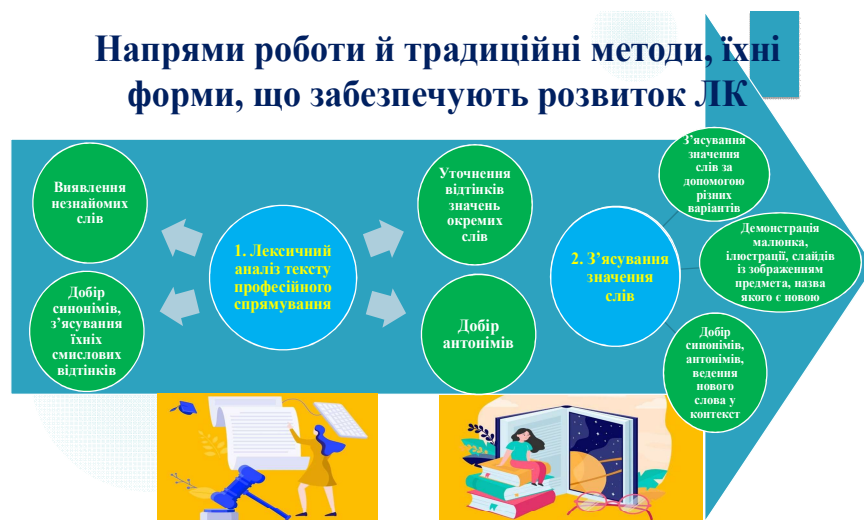 Напрями роботи й традиційні методи, їхні
форми, що забезпечують розвиток ЛК
Виявлення
незнайомих
слів
Добір
синонімів,
з’ясування
їхніх
смислових
відтінків
1. Лексичний
аналіз тексту
професійного
спрямування
Уточнення
відтінків
значень
окремих
слів
Добір
антонімів
2. З’ясування
значення
слів
З’ясування
значення
слів за
допомогою
різних
варіантів
Демонстрація
малюнка,
ілюстрації, слайдів
із зображенням
предмета, назва
якого є новою
Добір
синонімів,
антонімів,
ведення
нового
слова у
контекст